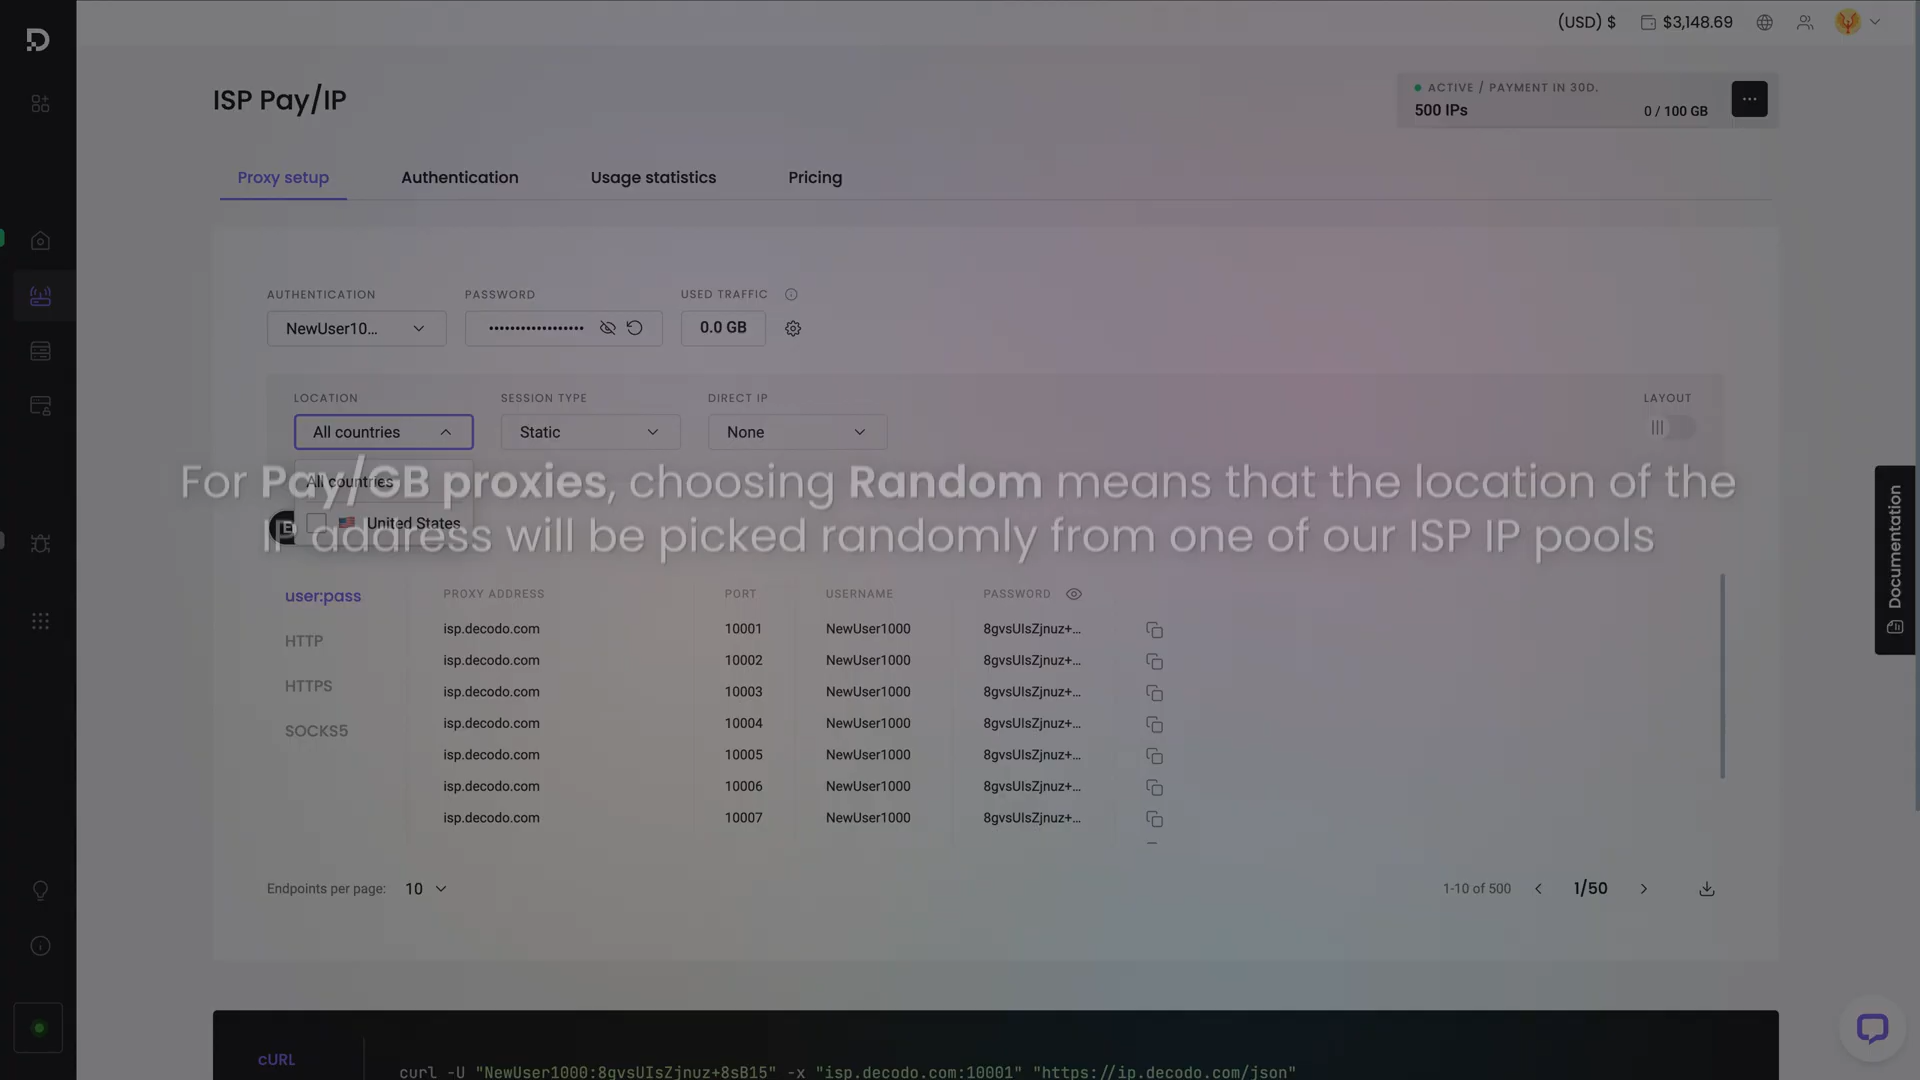 (USD) $
$3,148.69
ISP Pay/IP
ACTIVE / PAYMENT IN 30D.
500 IPs
0 / 100 GB
...
Proxy setup
Authentication
Usage statistics
Pricing
AUTHENTICATION
PASSWORD
USED TRAFFIC
NewUser10...
••••••••••••••••••
0.0 GB
LOCATION
SESSION TYPE
DIRECT IP
LAYOUT
All countries
Static
None
All countries
United States
For Pay/GB proxies, choosing Random means that the location of the
IP address will be picked randomly from one of our ISP IP pools
Documentation
user:pass
HTTP
HTTPS
SOCKS5
PROXY ADDRESS PORT USERNAME PASSWORD
isp.decodo.com 10001 NewUser1000 8gvsUIsZjnuz+...
isp.decodo.com 10002 NewUser1000 8gvsUIsZjnuz+...
isp.decodo.com 10003 NewUser1000 8gvsUIsZjnuz+...
isp.decodo.com 10004 NewUser1000 8gvsUIsZjnuz+...
isp.decodo.com 10005 NewUser1000 8gvsUIsZjnuz+...
isp.decodo.com 10006 NewUser1000 8gvsUIsZjnuz+...
isp.decodo.com 10007 NewUser1000 8gvsUIsZjnuz+...
Endpoints per page: 10
1-10 of 500
1/50
cURL
curl -U "NewUser1000:8gvsUIsZjnuz+8sB15" -x "isp.decodo.com:10001" "https://ip.decodo.com/json"